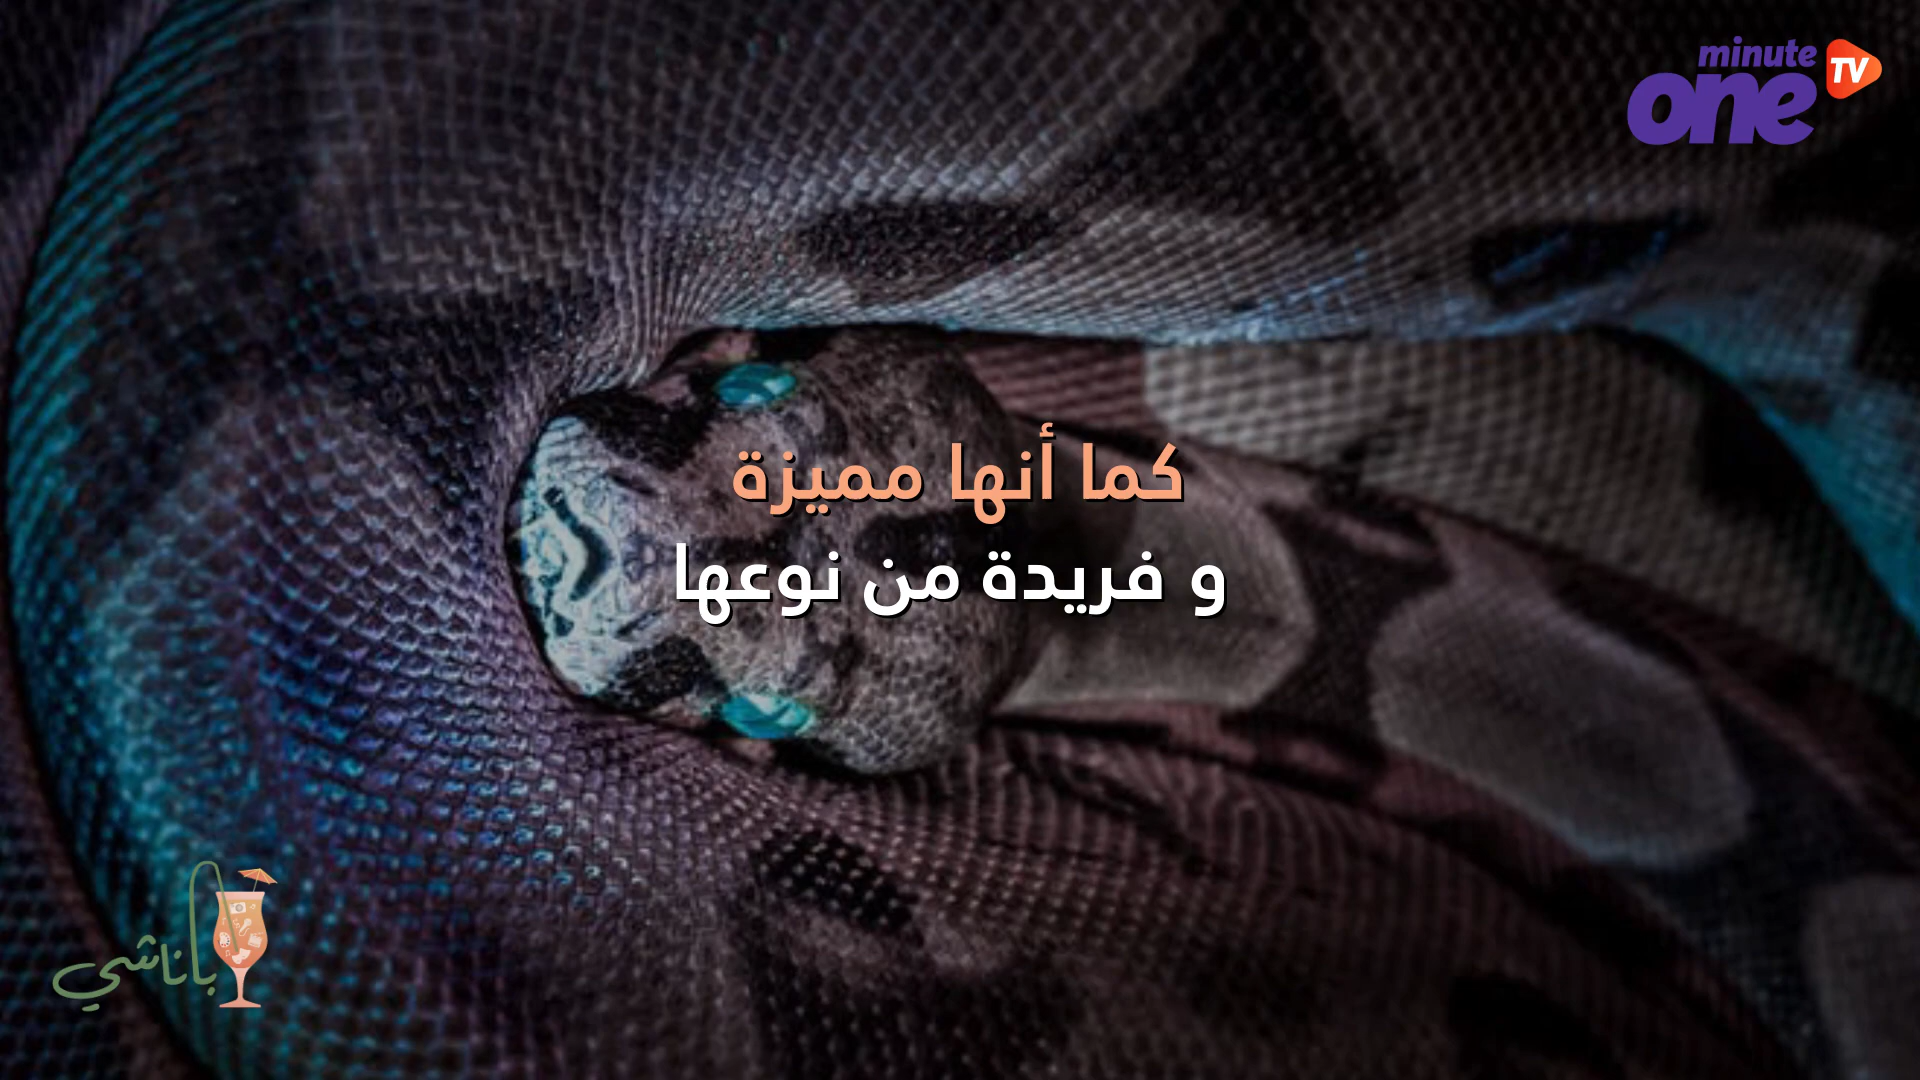 minute
one TV
كما أنها مميزة
و فريدة من نوعها
باناشي